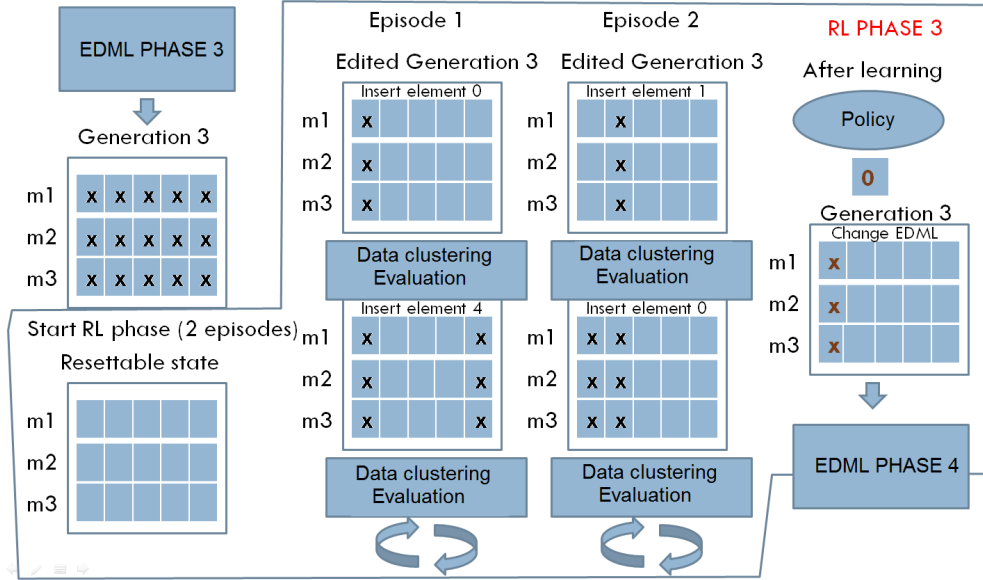 EDML PHASE 3
Generation 3
m1 x x x x x
m2 x x x x x
m3 x x x x x
Start RL phase (2 episodes)
Resettable state
m1
m2
m3
Episode 1
Edited Generation 3
Insert element 0
m1 x
m2 x
m3 x
Data clustering
Evaluation
Insert element 4
m1 x x
m2 x x
m3 x x
Data clustering
Evaluation
Episode 2
Edited Generation 3
Insert element 1
m1 x
m2 x
m3 x
Data clustering
Evaluation
Insert element 0
m1 x x
m2 x x
m3 x x
Data clustering
Evaluation
RL PHASE 3
After learning
Policy
0
Generation 3
Change EDML
m1 x
m2 x
m3 x
EDML PHASE 4